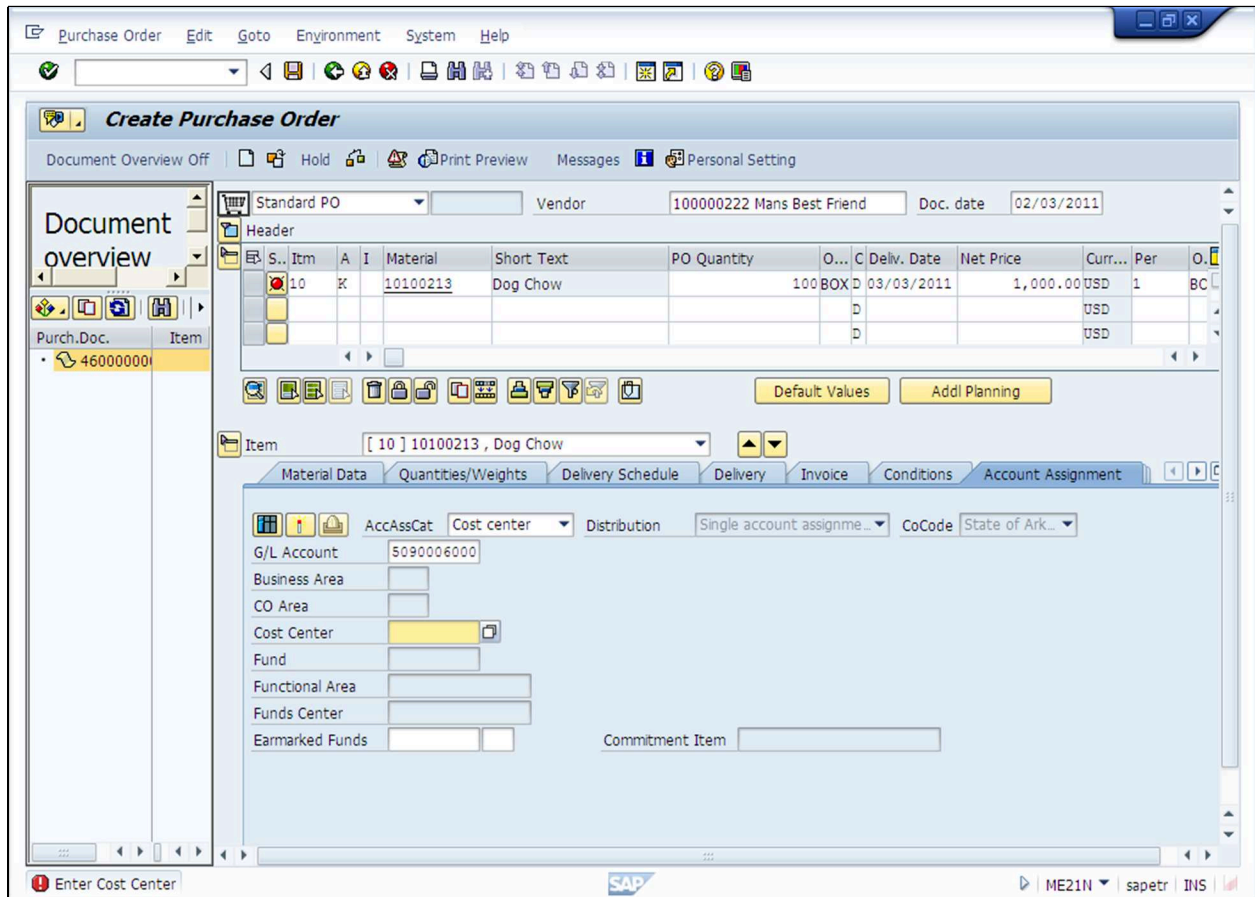 Purchase Order Edit Goto Environment System Help
Create Purchase Order
Document Overview Off Hold Print Preview Messages Personal Setting
Document overview
Standard PO Vendor 100000222 Mans Best Friend Doc. date 02/03/2011
Header
S.. Itm A I Material Short Text PO Quantity O... C Deliv. Date Net Price Curr... Per O.
10 K 10100213 Dog Chow 100 BOX D 03/03/2011 1,000.00 USD 1 BO
D USD
D USD
Purch.Doc. Item
46000000
Default Values Addl Planning
Item [ 10 ] 10100213 , Dog Chow
Material Data Quantities/Weights Delivery Schedule Delivery Invoice Conditions Account Assignment
AccAssCat Cost center Distribution Single account assignme... CoCode State of Ark...
G/L Account 5090006000
Business Area
CO Area
Cost Center
Fund
Functional Area
Funds Center
Earmarked Funds Commitment Item
Enter Cost Center SAP ME21N sapetr INS